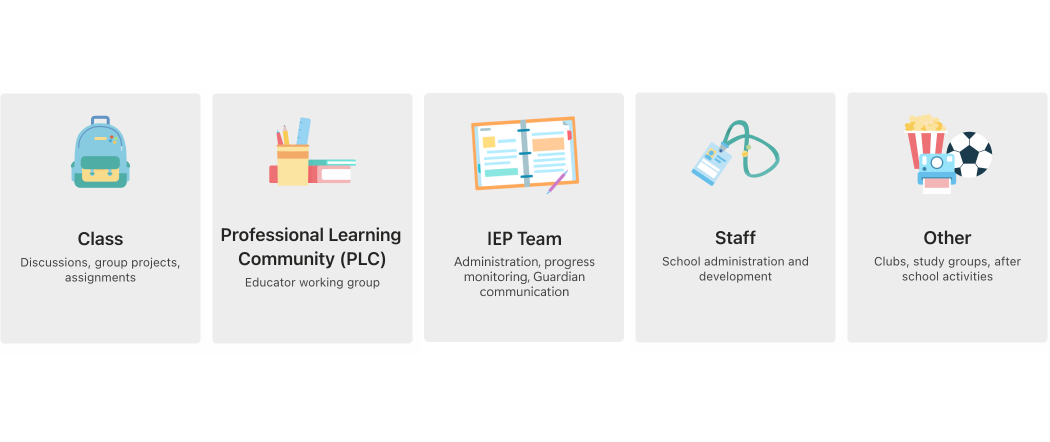 Class
Discussions, group projects,
assignments
Professional Learning
Community (PLC)
Educator working group
IEP Team
Administration, progress
monitoring, Guardian
communication
Staff
School administration and
development
Other
Clubs, study groups, after
school activities